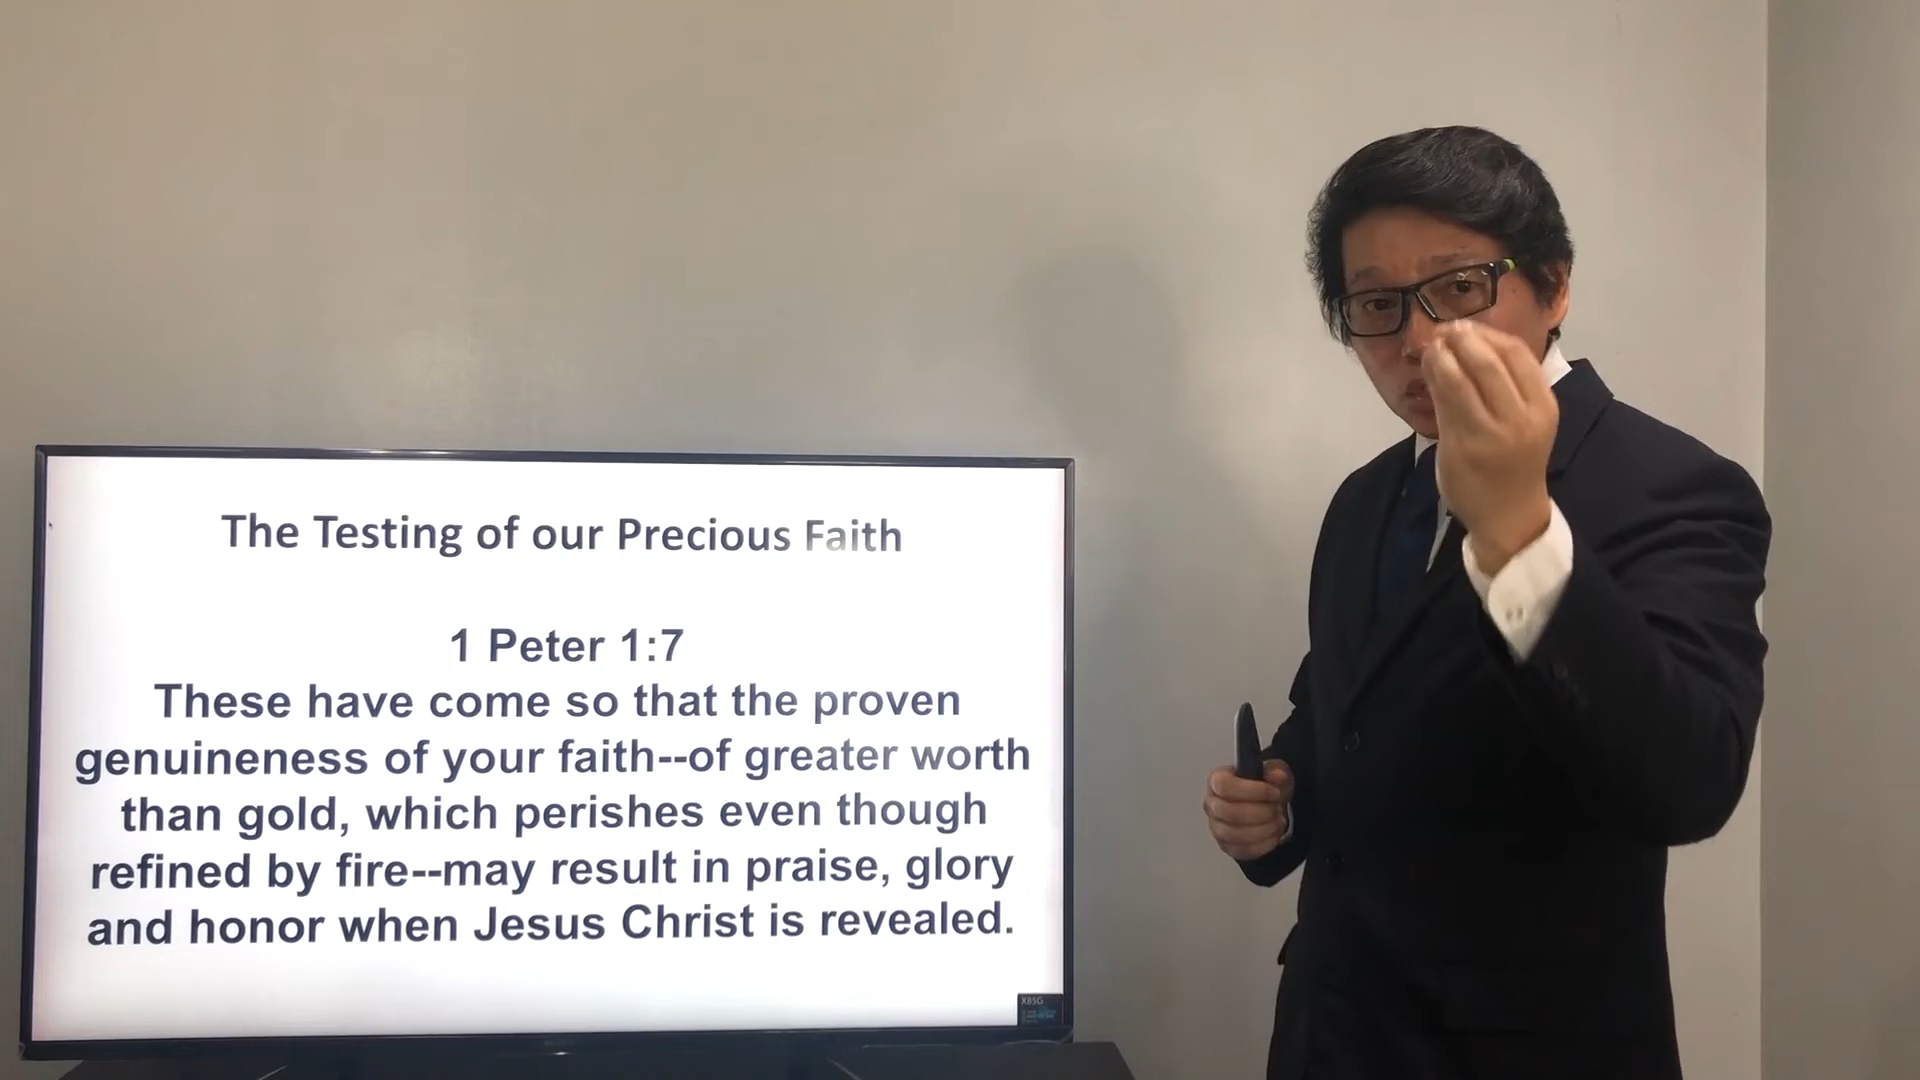 The Testing of our Precious Faith
1 Peter 1:7
These have come so that the proven
genuineness of your faith--of greater worth
than gold, which perishes even though
refined by fire--may result in praise, glory
and honor when Jesus Christ is revealed.
X85G